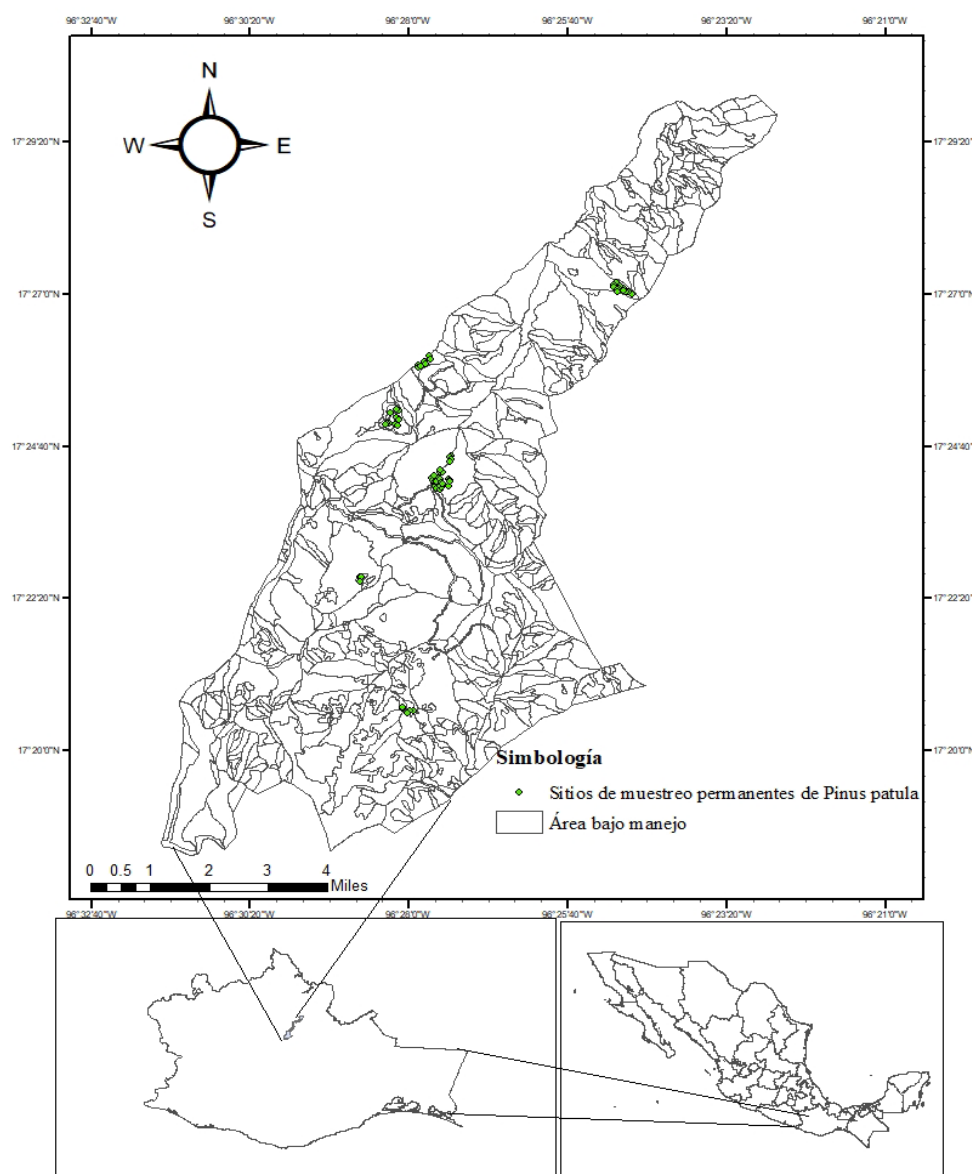 96°32'40"W 96°30'20"W 96°28'0"W 96°25'40"W 96°23'20"W 96°21'0"W
N
W E
S
17°29'20"N 17°29'20"N
17°27'0"N 17°27'0"N
17°24'40"N 17°24'40"N
17°22'20"N 17°22'20"N
17°20'0"N 17°20'0"N
Simbología
Sitios de muestreo permanentes de Pinus patula
Área bajo manejo
0 0.5 1 2 3 4
Miles
96°32'40"W 96°30'20"W 96°28'0"W 96°25'40"W 96°23'20"W 96°21'0"W